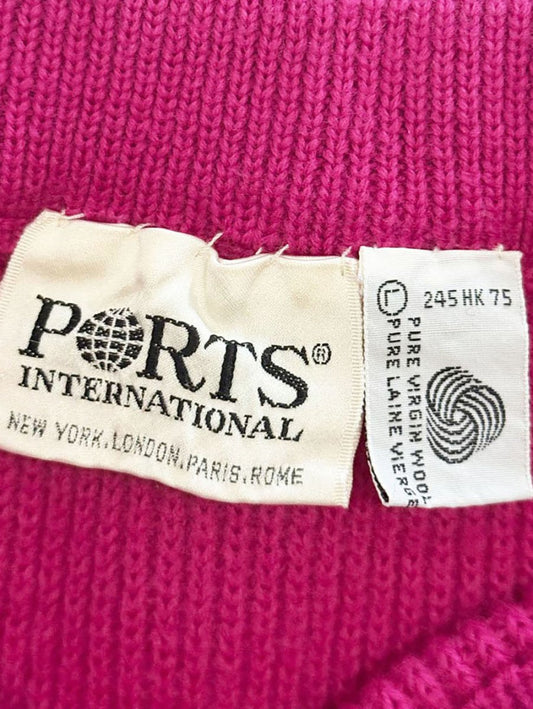 PORTS®
INTERNATIONAL
NEW YORK.LONDON.PARIS.ROME
L 245 HK 75
PURE VIRGIN WOOL
PURE LAINE VIERGE